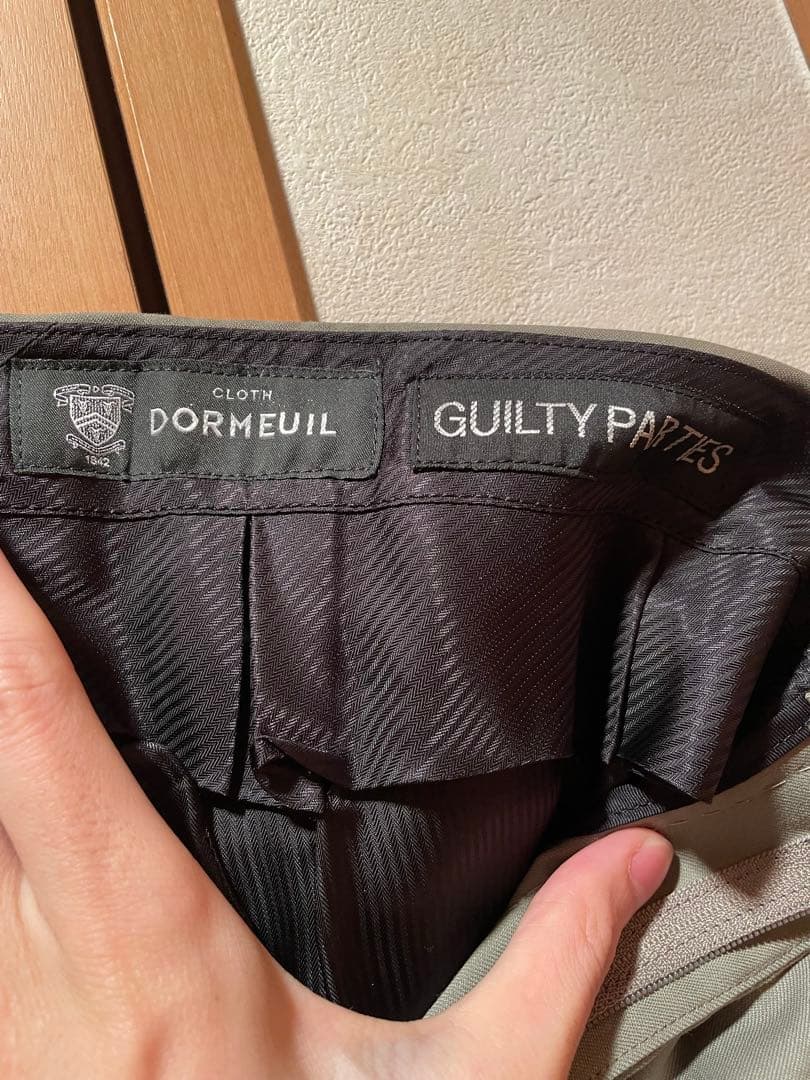 D
1842
CLOTH
DORMEUIL
GUILTY PARTIES